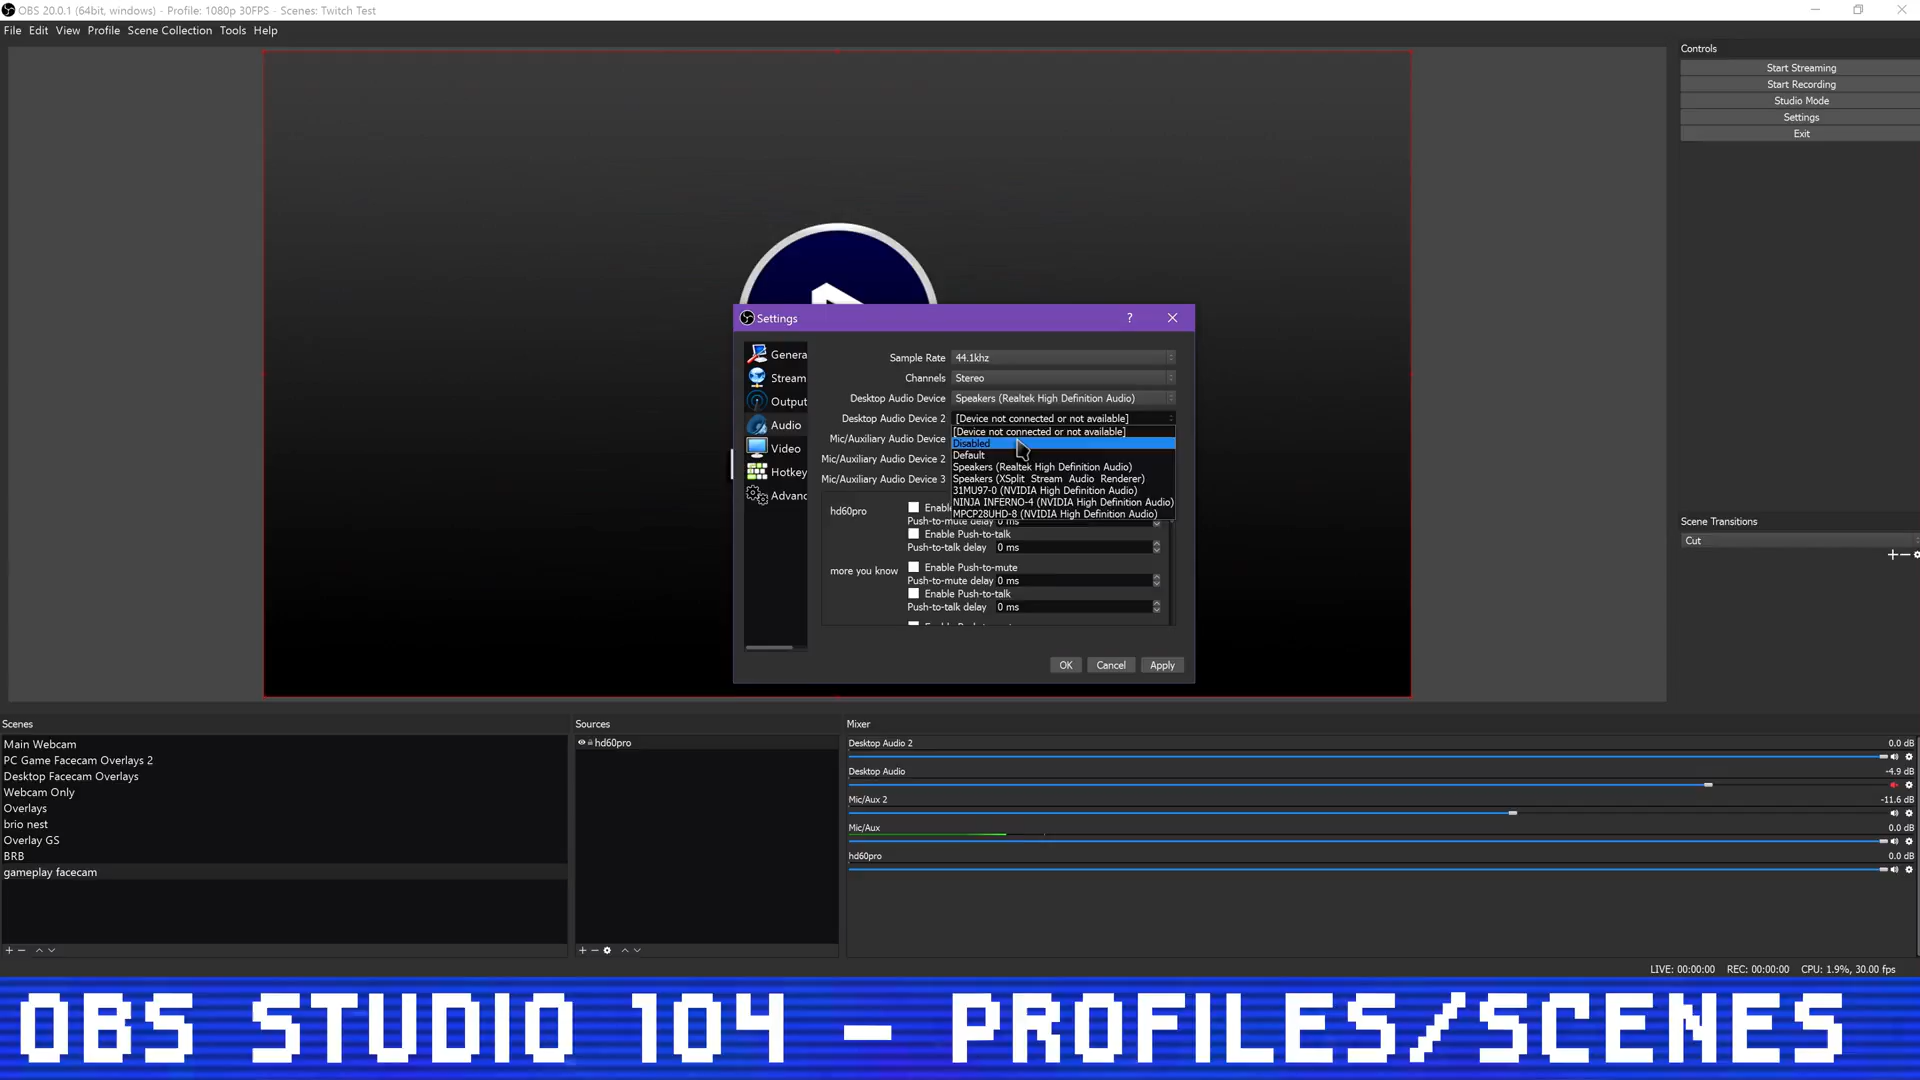 OBS 20.0.1 (64bit, windows) - Profile: 1080p 30FPS - Scenes: Twitch Test
File Edit View Profile Scene Collection Tools Help
Controls
Start Streaming
Start Recording
Studio Mode
Settings
Exit
Settings
?
Genera
Stream
Output
Audio
Video
Hotkey
Advanc
Sample Rate 44.1khz
Channels Stereo
Desktop Audio Device Speakers (Realtek High Definition Audio)
Desktop Audio Device 2 [Device not connected or not available]
[Device not connected or not available]
Mic/Auxiliary Audio Device Disabled
Default
Mic/Auxiliary Audio Device 2
Speakers (Realtek High Definition Audio)
Mic/Auxiliary Audio Device 3 Speakers (XSplit Stream Audio Renderer)
31MU97-0 (NVIDIA High Definition Audio)
NINJA INFERNO-4 (NVIDIA High Definition Audio)
MPCP28UHD-8 (NVIDIA High Definition Audio)
hd60pro Enabl
Push-to-mute delay 0 ms
Enable Push-to-talk
Push-to-talk delay 0 ms
more you know Enable Push-to-mute
Push-to-mute delay 0 ms
Enable Push-to-talk
Push-to-talk delay 0 ms
OK Cancel Apply
Scene Transitions
Cut
Scenes
Main Webcam
PC Game Facecam Overlays 2
Desktop Facecam Overlays
Webcam Only
Overlays
brio nest
Overlay GS
BRB
gameplay facecam
Sources
hd60pro
Mixer
Desktop Audio 2 0.0 dB
Desktop Audio -4.9 dB
Mic/Aux 2 -11.6 dB
Mic/Aux 0.0 dB
hd60pro 0.0 dB
LIVE: 00:00:00 REC: 00:00:00 CPU: 1.9%, 30.00 fps
OBS STUDIO 104 - PROFILES/SCENES